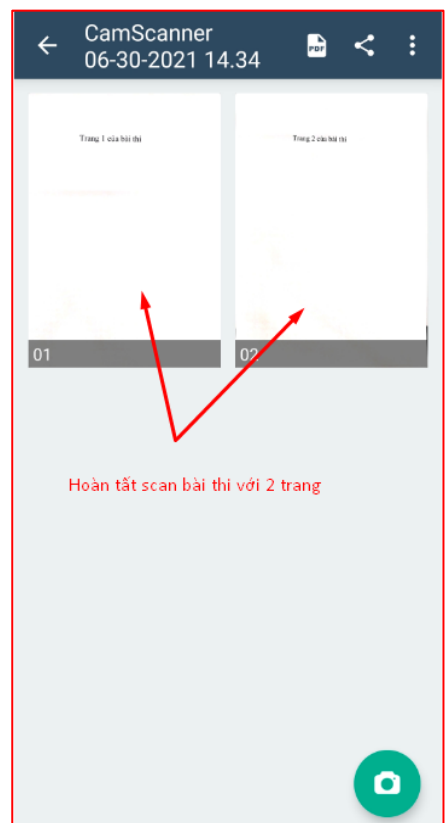 CamScanner
06-30-2021 14.34
PDF
Trang 1 của bài thi
Trang 2 của bài thi
01
02
Hoàn tất scan bài thi với 2 trang